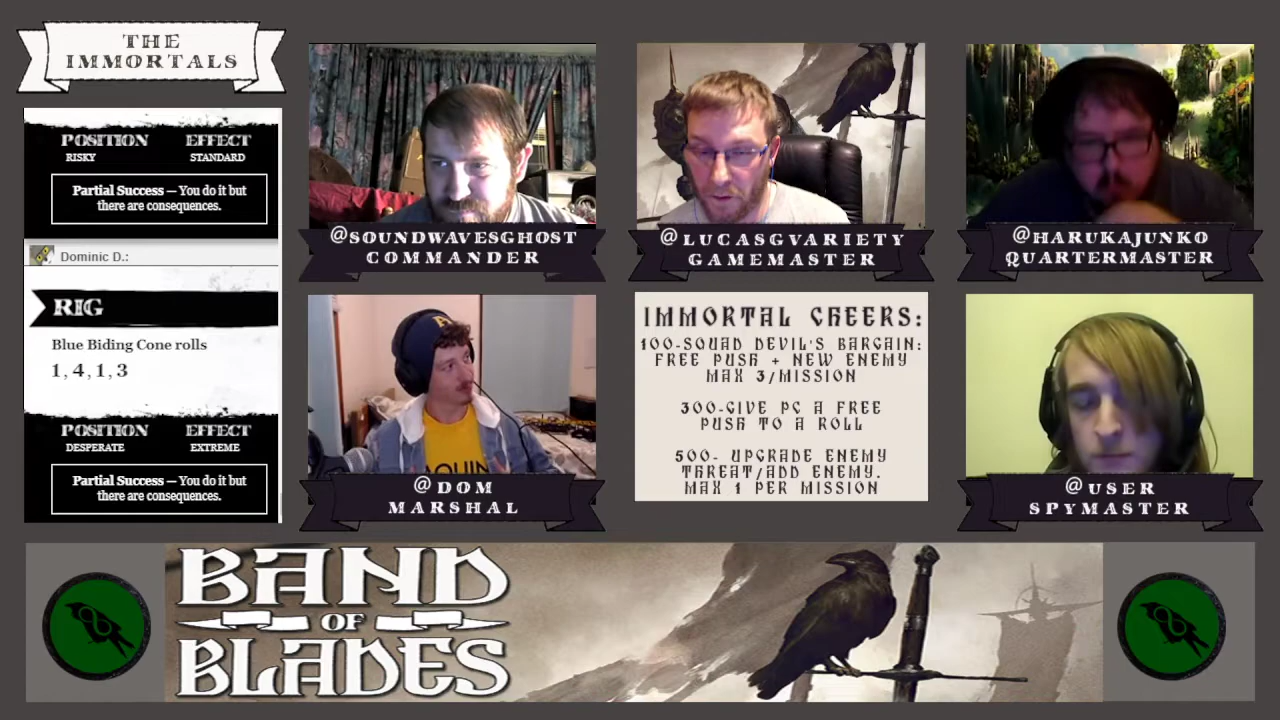 THE
IMMORTALS
POSITION EFFECT
RISKY STANDARD
Partial Success — You do it but
there are consequences.
Dominic D.:
RIG
Blue Biding Cone rolls
1, 4, 1, 3
POSITION EFFECT
DESPERATE EXTREME
Partial Success — You do it but
there are consequences.
@SOUNDWAVESGHOST
COMMANDER
@LUCASGVARIETY
GAMEMASTER
@HARUKAJUNKO
QUARTERMASTER
A
AQUIN
@DOM
MARSHAL
IMMORTAL CHEERS:
100-SQUAD DEVIL'S BARGAIN:
FREE PUSH + NEW ENEMY
MAX 3/MISSION
300-GIVE PC A FREE
PUSH TO A ROLL
500- UPGRADE ENEMY
THREAT/ADD ENEMY.
MAX 1 PER MISSION
@USER
SPYMASTER
BAND
OF
BLADES